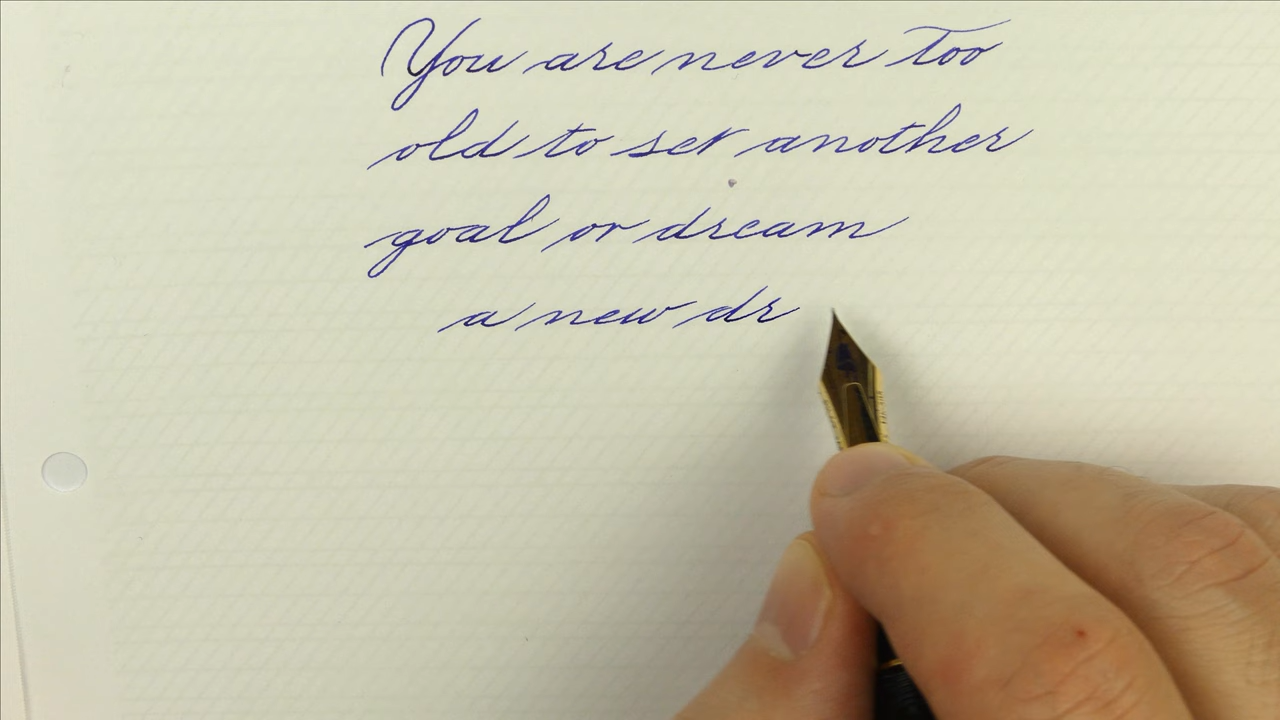 You are never too
old to set another
goal or dream
a new dr